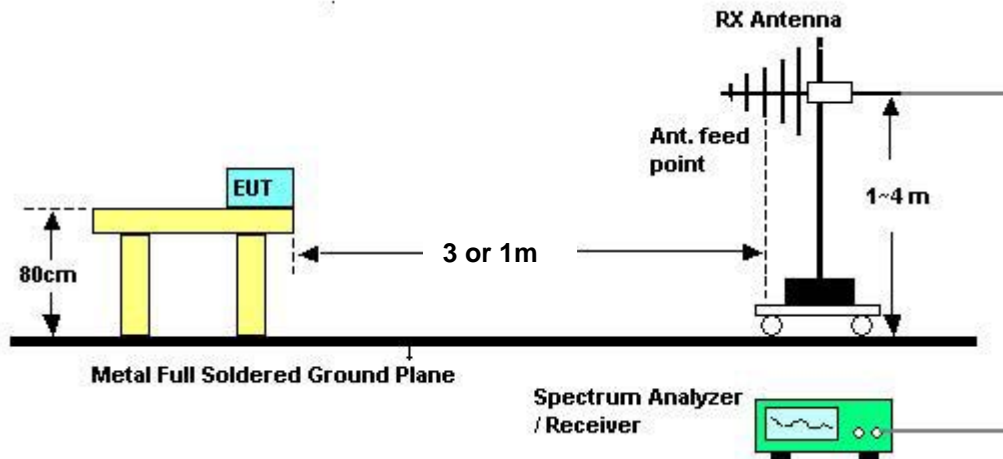 RX Antenna
Ant. feed
point
EUT
1~4 m
3 or 1m
80cm
Metal Full Soldered Ground Plane
Spectrum Analyzer
/ Receiver